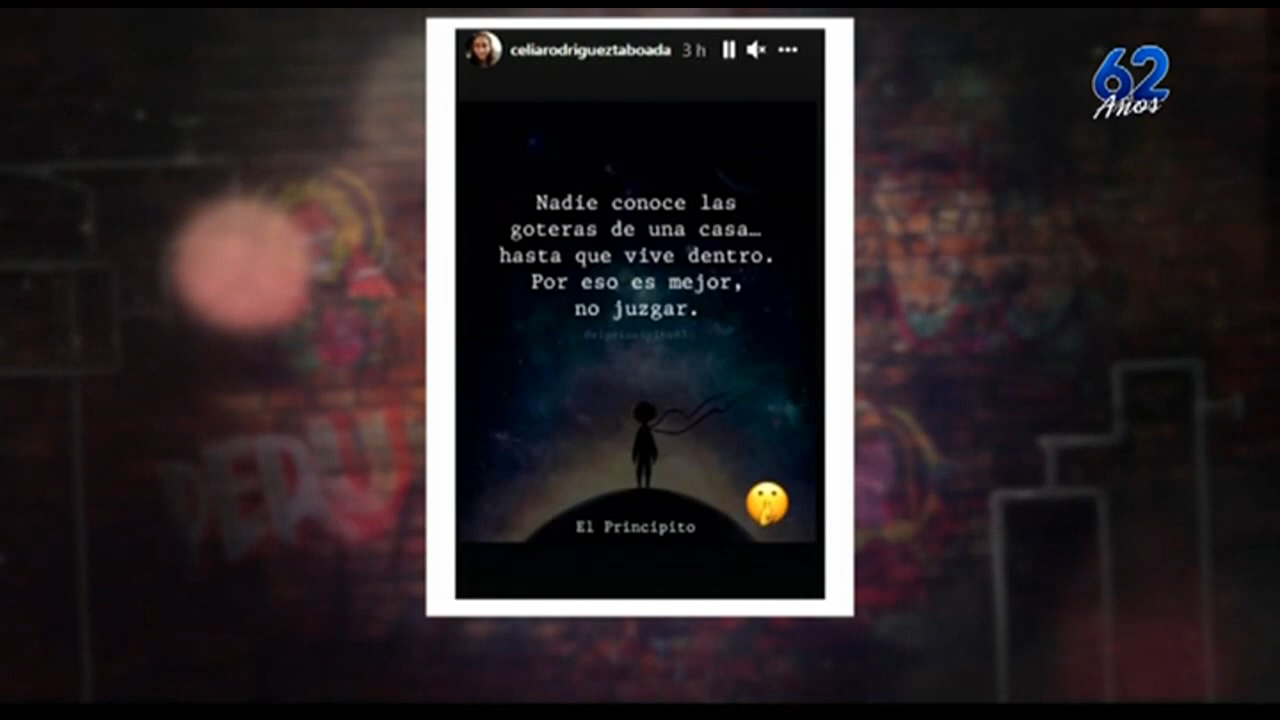 celiarodrigueztaboada 3 h
62
Años
Nadie conoce las
goteras de una casa…
hasta que vive dentro.
Por eso es mejor,
no juzgar.
El Principito
PERÚ